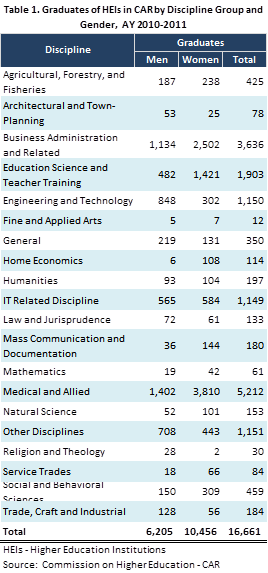 Table 1. Graduates of HEIs in CAR by Discipline Group and
Gender, AY 2010-2011
Discipline Graduates
Men Women Total
Agricultural, Forestry, and
Fisheries 187 238 425
Architectural and Town-
Planning 53 25 78
Business Administration
and Related 1,134 2,502 3,636
Education Science and
Teacher Training 482 1,421 1,903
Engineering and Technology 848 302 1,150
Fine and Applied Arts 5 7 12
General 219 131 350
Home Economics 6 108 114
Humanities 93 104 197
IT Related Discipline 565 584 1,149
Law and Jurisprudence 72 61 133
Mass Communication and
Documentation 36 144 180
Mathematics 19 42 61
Medical and Allied 1,402 3,810 5,212
Natural Science 52 101 153
Other Disciplines 708 443 1,151
Religion and Theology 28 2 30
Service Trades 18 66 84
Social and Behavioral
Sciences 150 309 459
Trade, Craft and Industrial 128 56 184
Total 6,205 10,456 16,661
HEIs - Higher Education Institutions
Source: Commission on Higher Education - CAR